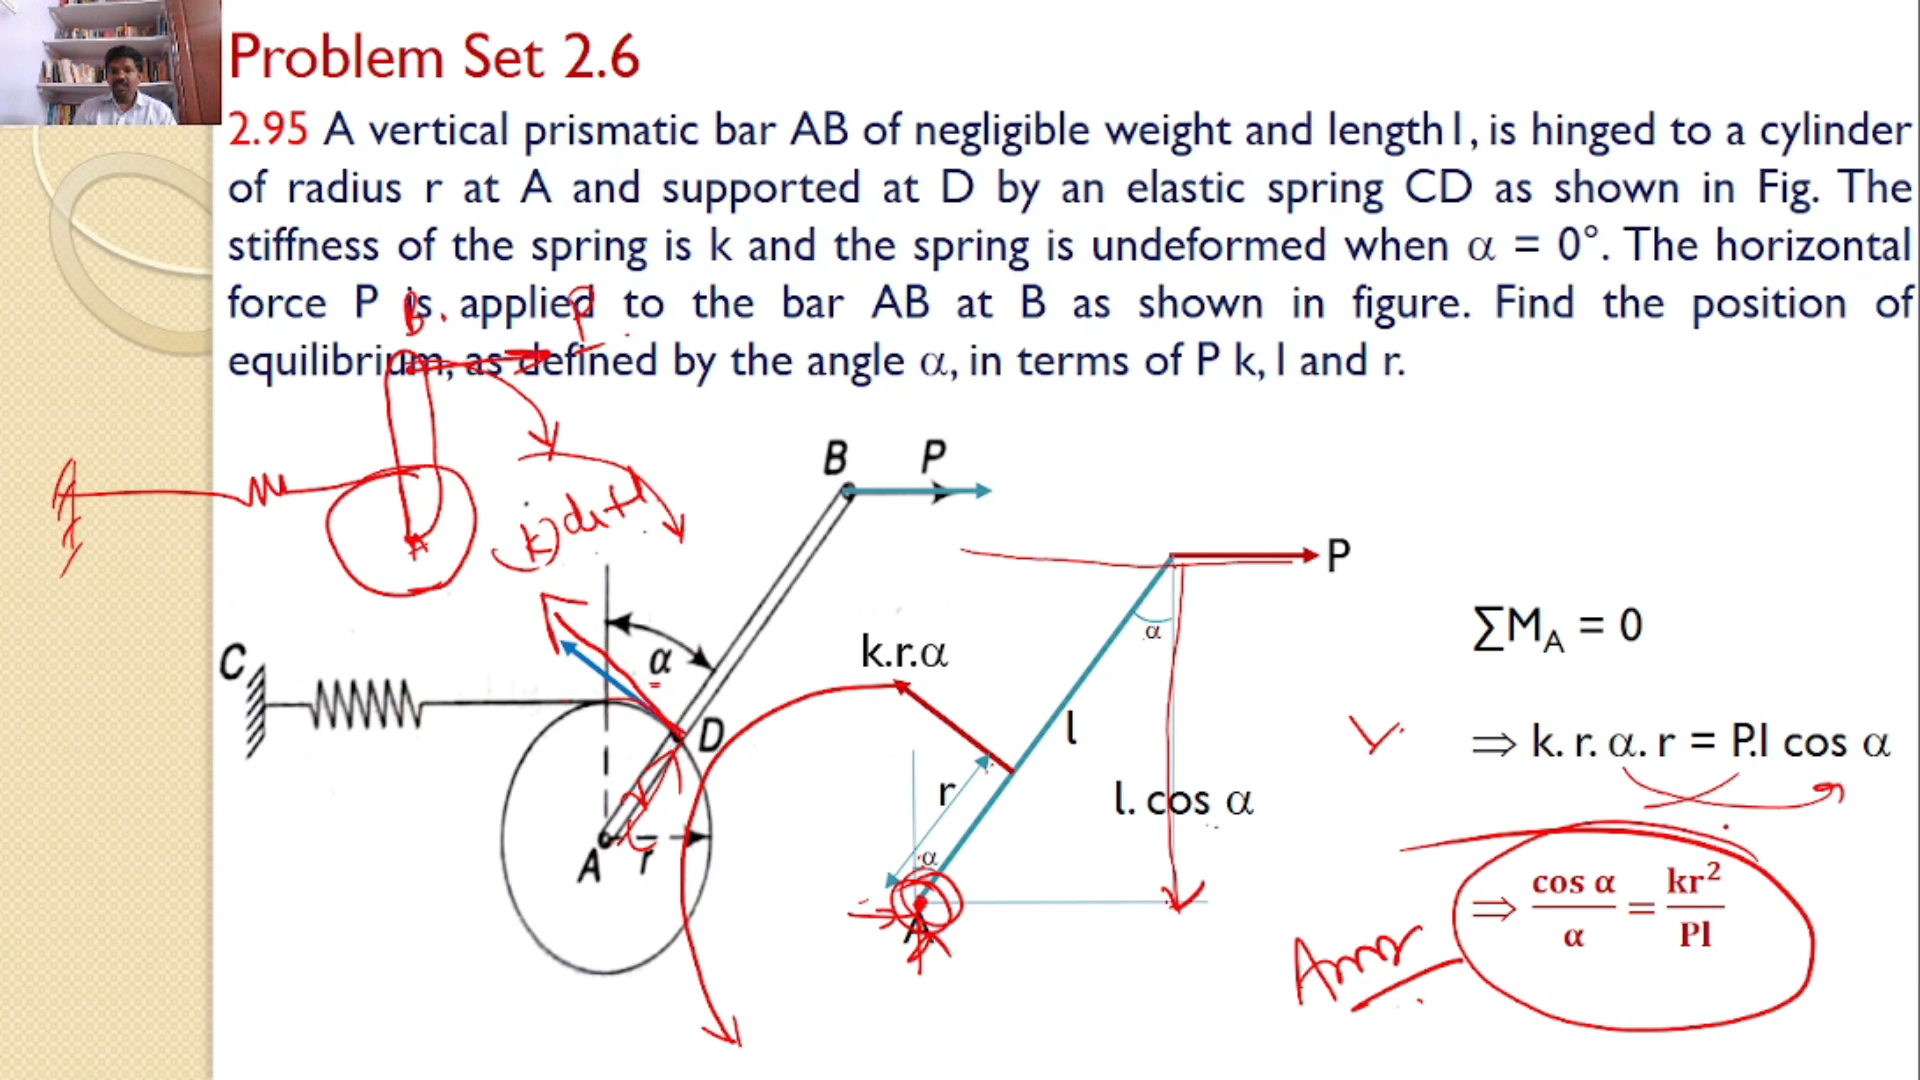 Problem Set 2.6
2.95 A vertical prismatic bar AB of negligible weight and length l, is hinged to a cylinder
of radius r at A and supported at D by an elastic spring CD as shown in Fig. The
stiffness of the spring is k and the spring is undeformed when α = 0°. The horizontal
force P is applied to the bar AB at B as shown in figure. Find the position of
equilibrium, as defined by the angle α, in terms of P k, l and r.
B
P
A
B
P
C
α
D
A
r
P
α
k.r.α
l
r
l. cos α
α
A
∑M_A = 0
⇒ k. r. α. r = P.l cos α
⇒ cos α / α = kr² / Pl